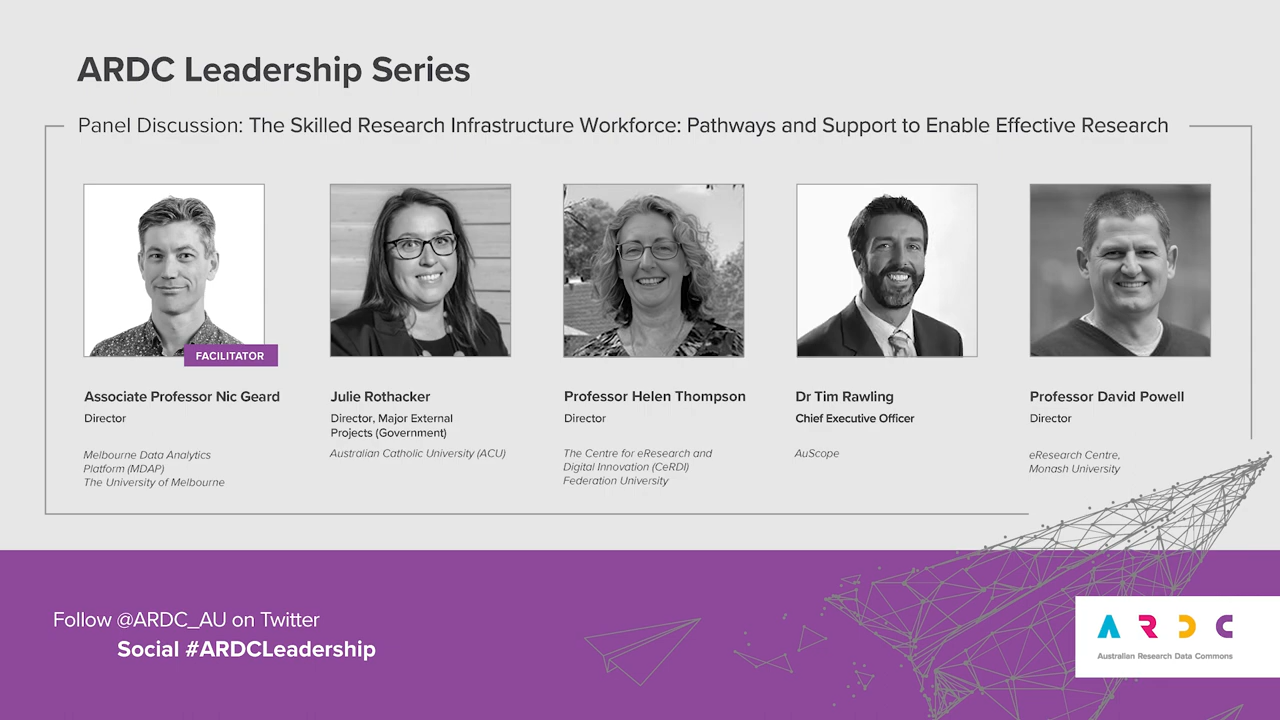 ARDC Leadership Series
Panel Discussion: The Skilled Research Infrastructure Workforce: Pathways and Support to Enable Effective Research
FACILITATOR
Associate Professor Nic Geard
Director
Melbourne Data Analytics
Platform (MDAP)
The University of Melbourne
Julie Rothacker
Director, Major External
Projects (Government)
Australian Catholic University (ACU)
Professor Helen Thompson
Director
The Centre for eResearch and
Digital Innovation (CeRDI)
Federation University
Dr Tim Rawling
Chief Executive Officer
AuScope
Professor David Powell
Director
eResearch Centre,
Monash University
Follow @ARDC_AU on Twitter
Social #ARDCLeadership
ARDC
Australian Research Data Commons